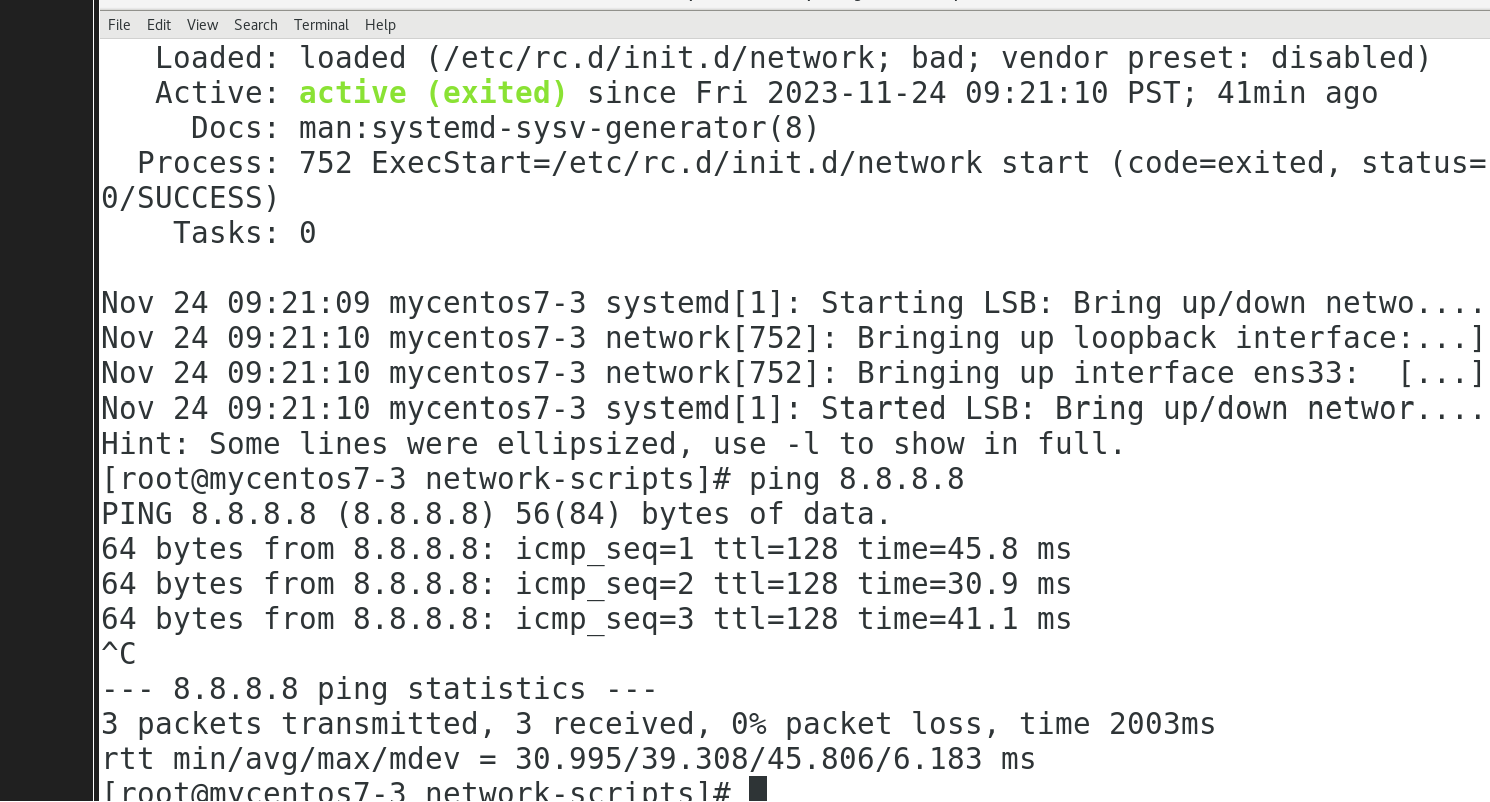 File Edit View Search Terminal Help
Loaded: loaded (/etc/rc.d/init.d/network; bad; vendor preset: disabled)
Active: active (exited) since Fri 2023-11-24 09:21:10 PST; 41min ago
Docs: man:systemd-sysv-generator(8)
Process: 752 ExecStart=/etc/rc.d/init.d/network start (code=exited, status=
0/SUCCESS)
Tasks: 0
Nov 24 09:21:09 mycentos7-3 systemd[1]: Starting LSB: Bring up/down netwo....
Nov 24 09:21:10 mycentos7-3 network[752]: Bringing up loopback interface:...]
Nov 24 09:21:10 mycentos7-3 network[752]: Bringing up interface ens33:  [...]
Nov 24 09:21:10 mycentos7-3 systemd[1]: Started LSB: Bring up/down networ....
Hint: Some lines were ellipsized, use -l to show in full.
[root@mycentos7-3 network-scripts]# ping 8.8.8.8
PING 8.8.8.8 (8.8.8.8) 56(84) bytes of data.
64 bytes from 8.8.8.8: icmp_seq=1 ttl=128 time=45.8 ms
64 bytes from 8.8.8.8: icmp_seq=2 ttl=128 time=30.9 ms
64 bytes from 8.8.8.8: icmp_seq=3 ttl=128 time=41.1 ms
^C
--- 8.8.8.8 ping statistics ---
3 packets transmitted, 3 received, 0% packet loss, time 2003ms
rtt min/avg/max/mdev = 30.995/39.308/45.806/6.183 ms
[root@mycentos7-3 network-scripts]#